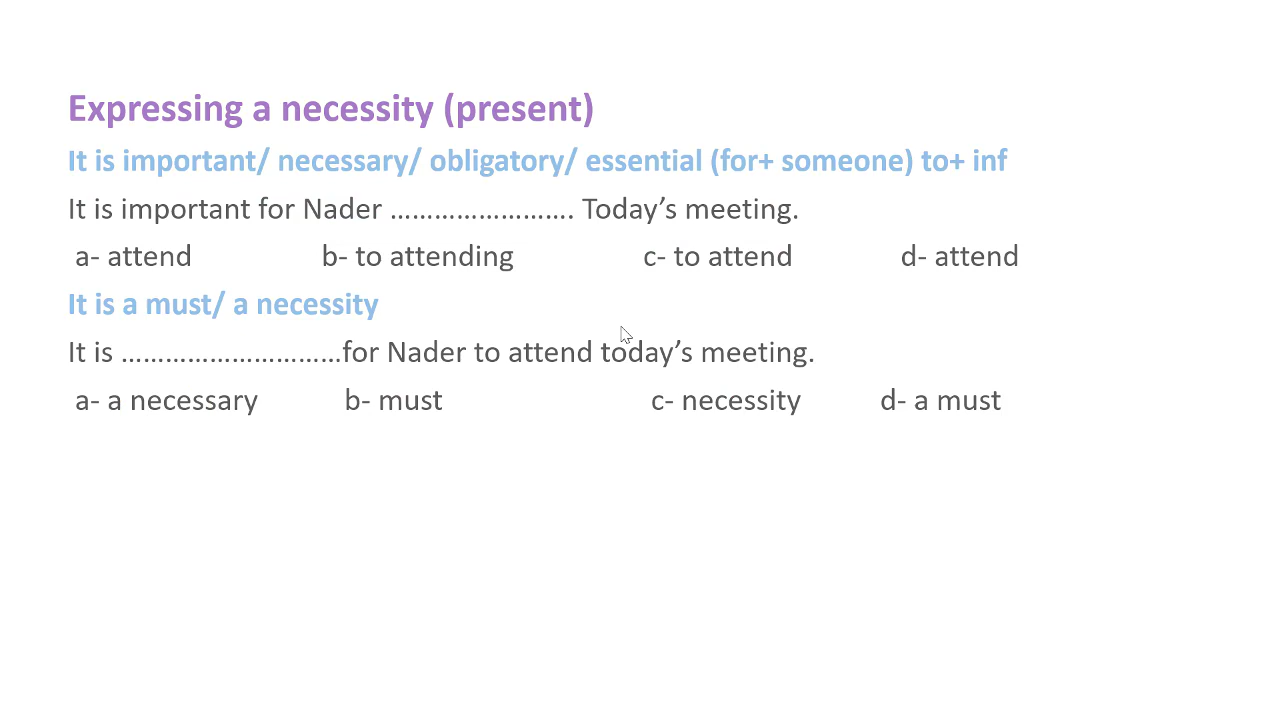 Expressing a necessity (present)
It is important/ necessary/ obligatory/ essential (for+ someone) to+ inf
It is important for Nader ……………………. Today’s meeting.
a- attend b- to attending c- to attend d- attend
It is a must/ a necessity
It is …………………………for Nader to attend today’s meeting.
a- a necessary b- must c- necessity d- a must